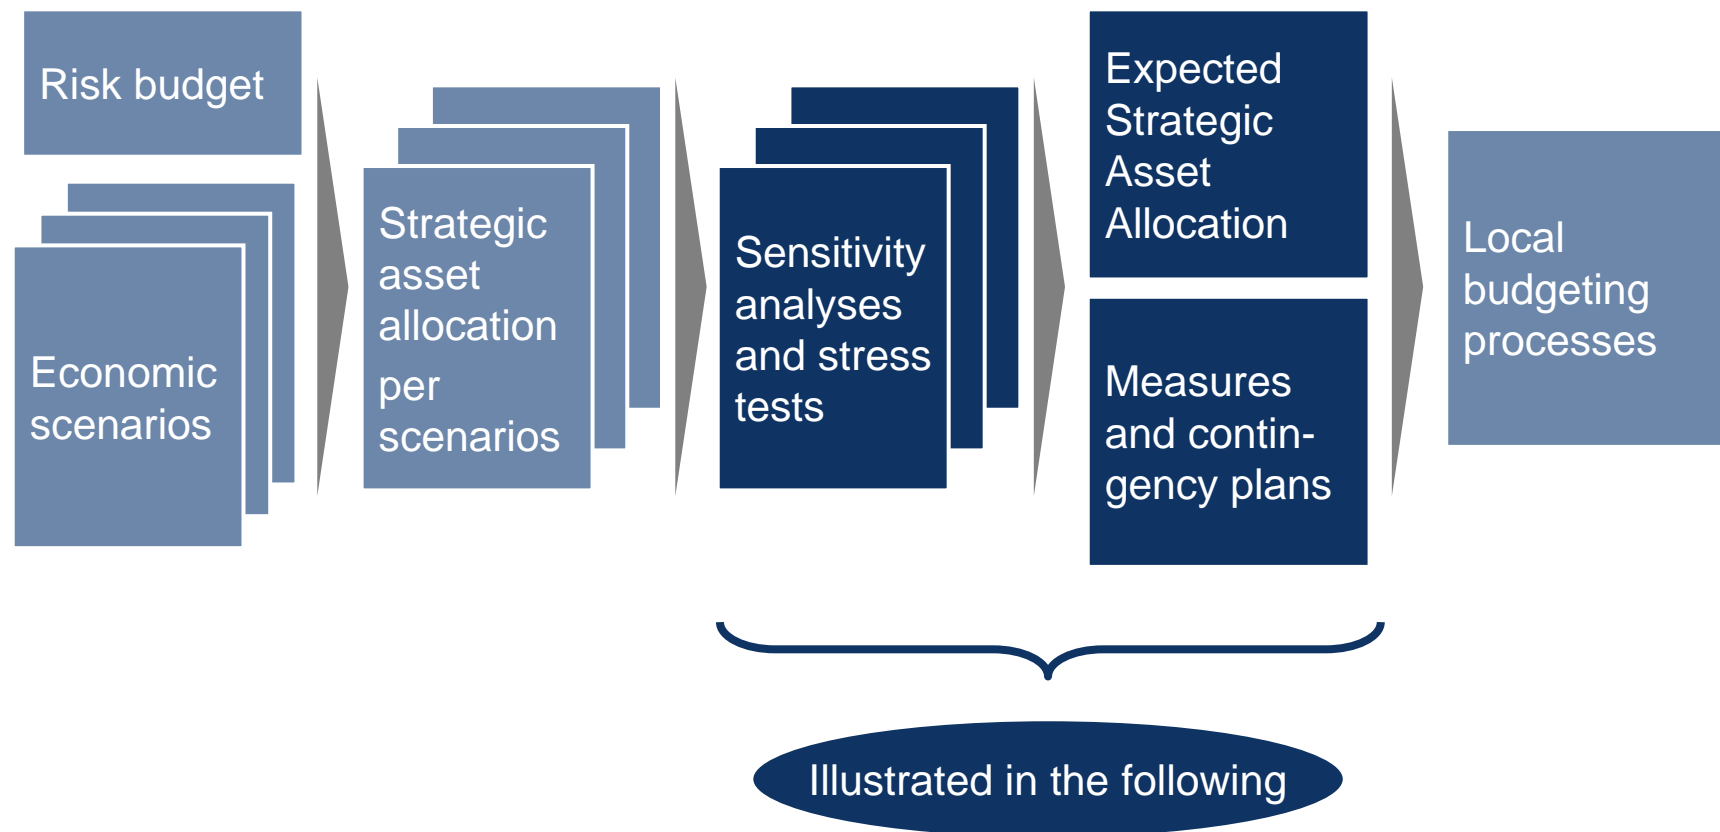 Risk budget
Economic
scenarios
Strategic
asset
allocation
per
scenarios
Sensitivity
analyses
and stress
tests
Expected
Strategic
Asset
Allocation
Measures
and contin-
gency plans
Local
budgeting
processes
Illustrated in the following